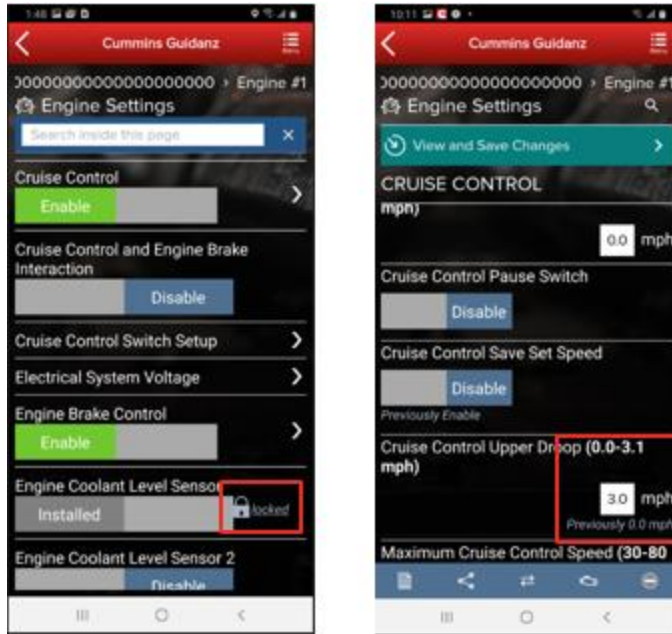 1:48
Cummins Guidanz
Menu
00000000000000000000 › Engine #1
Engine Settings
Search inside this page
Cruise Control
Enable
Cruise Control and Engine Brake
Interaction
Disable
Cruise Control Switch Setup
Electrical System Voltage
Engine Brake Control
Enable
Engine Coolant Level Sensor
Installed
locked
Engine Coolant Level Sensor 2
Disable
10:11
Cummins Guidanz
Menu
00000000000000000000 › Engine #1
Engine Settings
View and Save Changes
CRUISE CONTROL
mph)
0.0 mph
Cruise Control Pause Switch
Disable
Cruise Control Save Set Speed
Disable
Previously Enable
Cruise Control Upper Droop (0.0-3.1
mph)
3.0 mph
Previously 0.0 mph
Maximum Cruise Control Speed (30-80